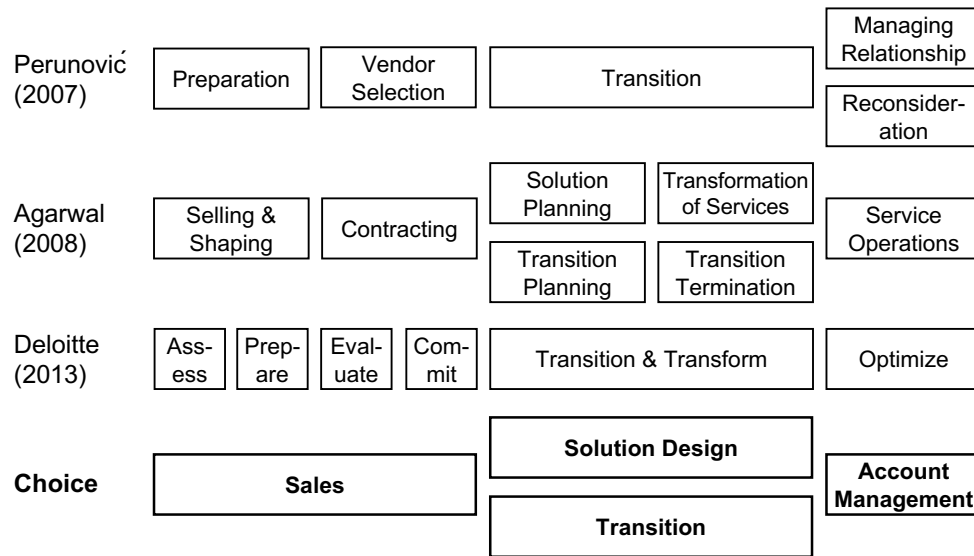 Perunović
(2007)
Preparation
Vendor
Selection
Transition
Managing
Relationship
Reconsider-
ation
Agarwal
(2008)
Selling &
Shaping
Contracting
Solution
Planning
Transformation
of Services
Transition
Planning
Transition
Termination
Service
Operations
Deloitte
(2013)
Ass-
ess
Prep-
are
Eval-
uate
Com-
mit
Transition & Transform
Optimize
Choice
Sales
Solution Design
Transition
Account
Management